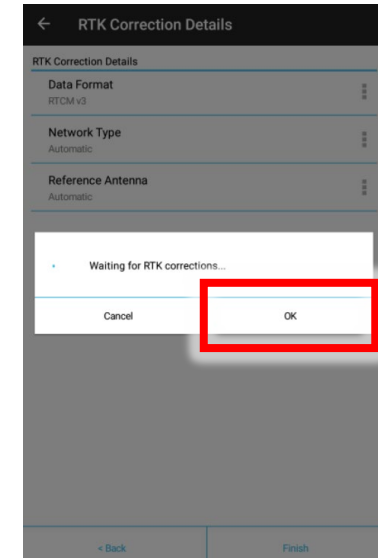 RTK Correction Details
RTK Correction Details
Data Format
RTCM v3
Network Type
Automatic
Reference Antenna
Automatic
Waiting for RTK corrections...
Cancel OK
< Back Finish